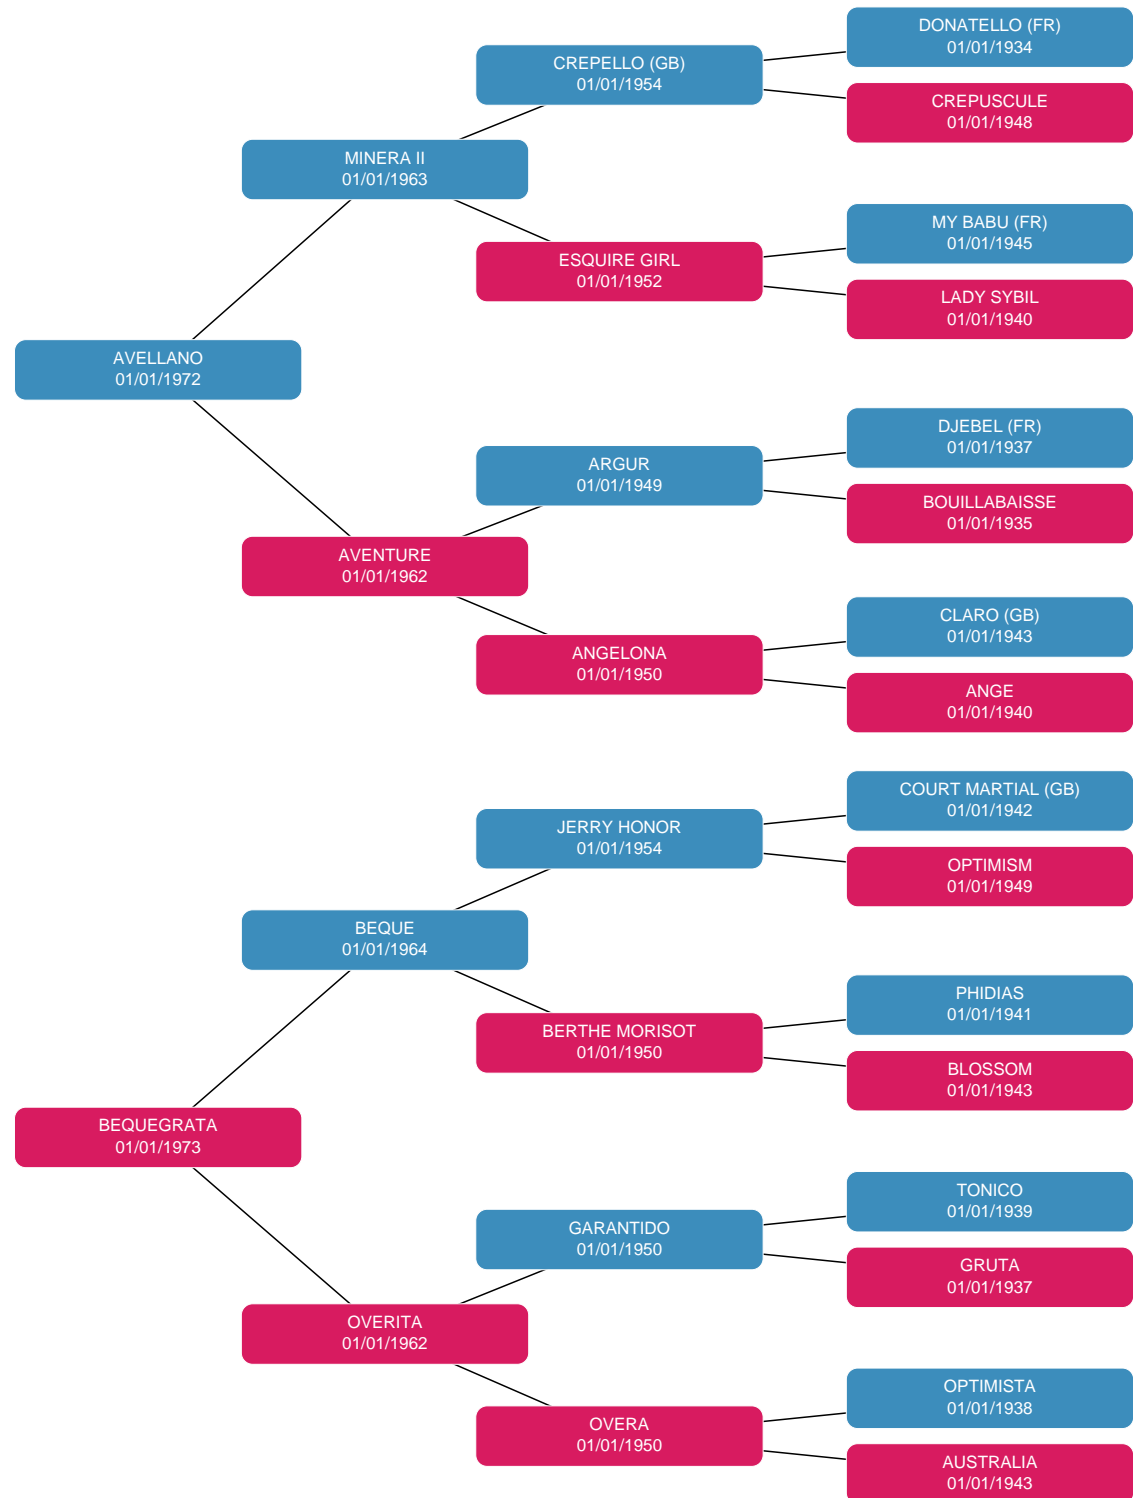 DONATELLO (FR)
01/01/1934
CREPELLO (GB)
01/01/1954
CREPUSCULE
01/01/1948
MINERA II
01/01/1963
MY BABU (FR)
01/01/1945
ESQUIRE GIRL
01/01/1952
LADY SYBIL
01/01/1940
AVELLANO
01/01/1972
DJEBEL (FR)
01/01/1937
ARGUR
01/01/1949
BOUILLABAISSE
01/01/1935
AVENTURE
01/01/1962
CLARO (GB)
01/01/1943
ANGELONA
01/01/1950
ANGE
01/01/1940
COURT MARTIAL (GB)
01/01/1942
JERRY HONOR
01/01/1954
OPTIMISM
01/01/1949
BEQUE
01/01/1964
PHIDIAS
01/01/1941
BERTHE MORISOT
01/01/1950
BLOSSOM
01/01/1943
BEQUEGRATA
01/01/1973
TONICO
01/01/1939
GARANTIDO
01/01/1950
GRUTA
01/01/1937
OVERITA
01/01/1962
OPTIMISTA
01/01/1938
OVERA
01/01/1950
AUSTRALIA
01/01/1943